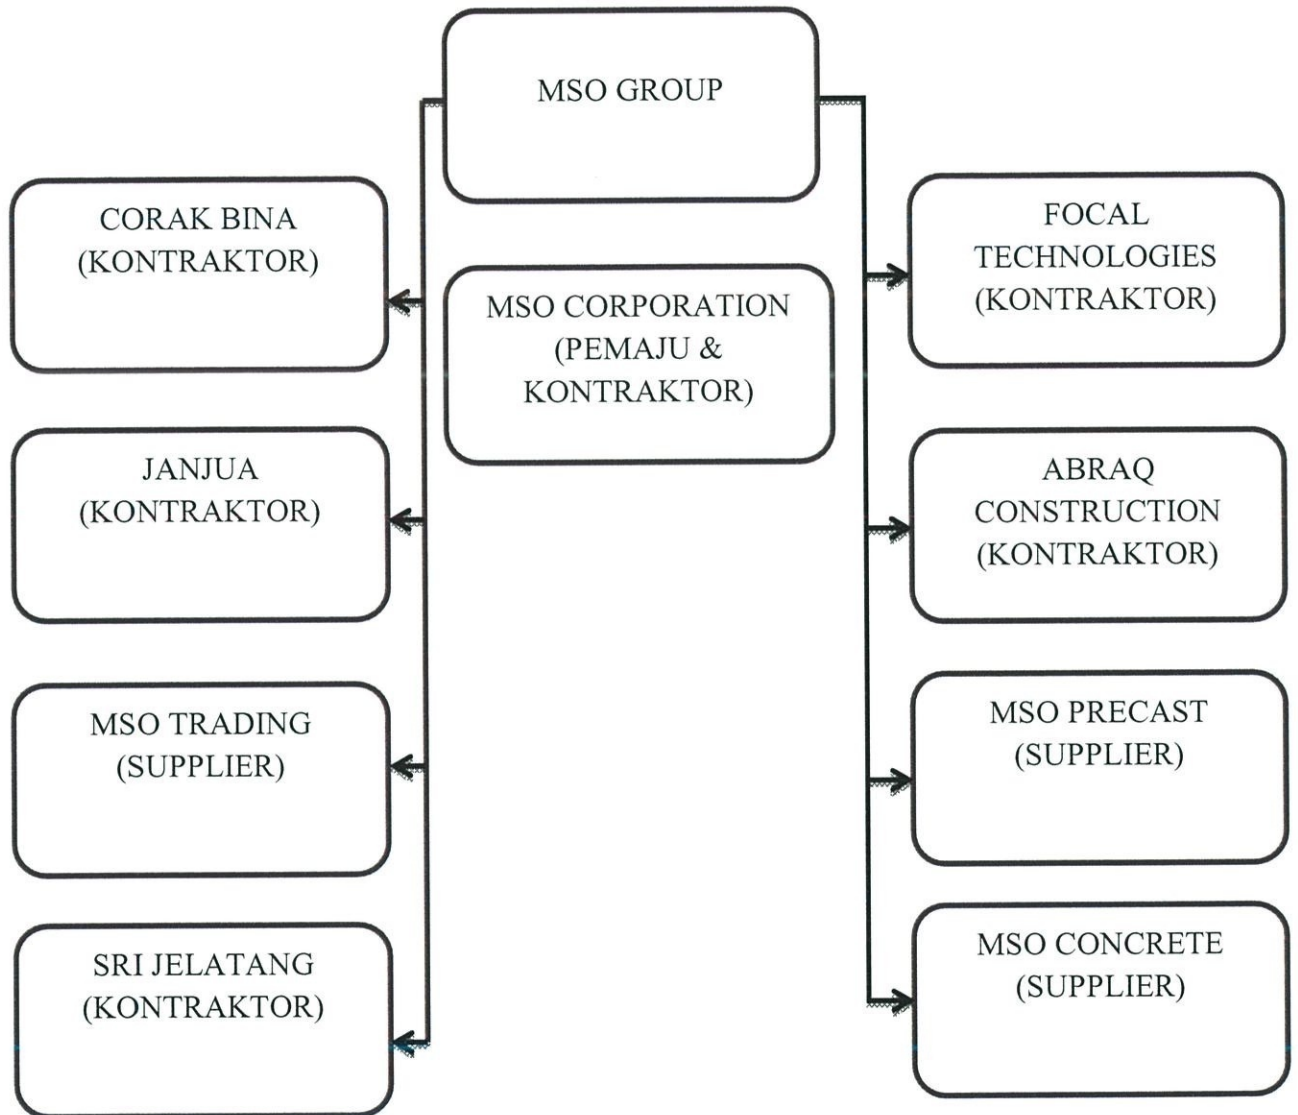 MSO GROUP
CORAK BINA
(KONTRAKTOR)
MSO CORPORATION
(PEMAJU &
KONTRAKTOR)
FOCAL
TECHNOLOGIES
(KONTRAKTOR)
JANJUA
(KONTRAKTOR)
ABRAQ
CONSTRUCTION
(KONTRAKTOR)
MSO TRADING
(SUPPLIER)
MSO PRECAST
(SUPPLIER)
SRI JELATANG
(KONTRAKTOR)
MSO CONCRETE
(SUPPLIER)